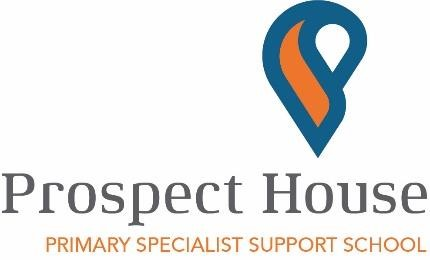 Prospect House
PRIMARY SPECIALIST SUPPORT SCHOOL